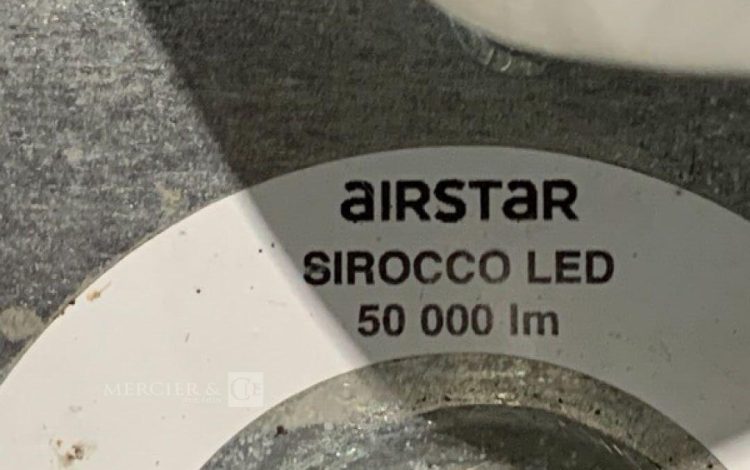 aIRSTaR
SIROCCO LED
50 000 lm
MERCIER & Cie